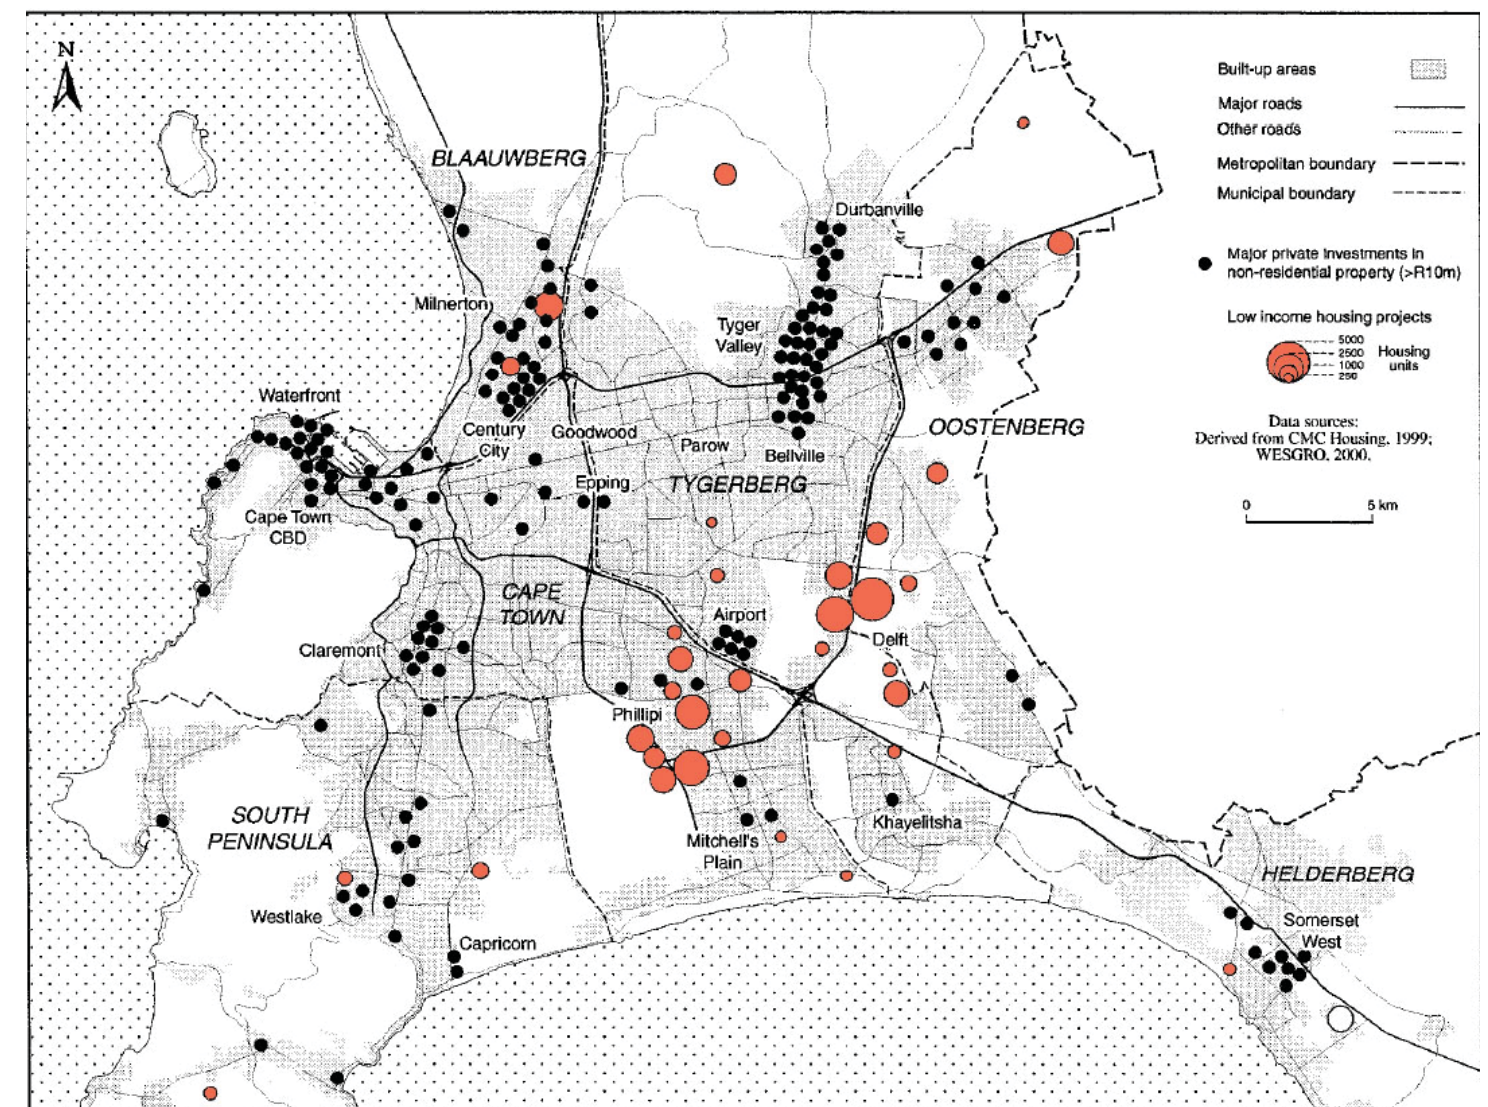 N
BLAAUWBERG
Durbanville
Milnerton
Tyger
Valley
Waterfront
Century
City
Goodwood
Parow
Bellville
OOSTENBERG
Epping
TYGERBERG
Cape Town
CBD
CAPE
TOWN
Airport
Claremont
Delft
Phillipi
SOUTH
PENINSULA
Mitchell's
Plain
Khayelitsha
HELDERBERG
Westlake
Somerset
West
Capricorn
Built-up areas
Major roads
Other roads
Metropolitan boundary
Municipal boundary
Major private investments in
non-residential property (>R10m)
Low income housing projects
5000
2500
1000
250
Housing
units
Data sources:
Derived from CMC Housing, 1999;
WESGRO, 2000.
0 5 km